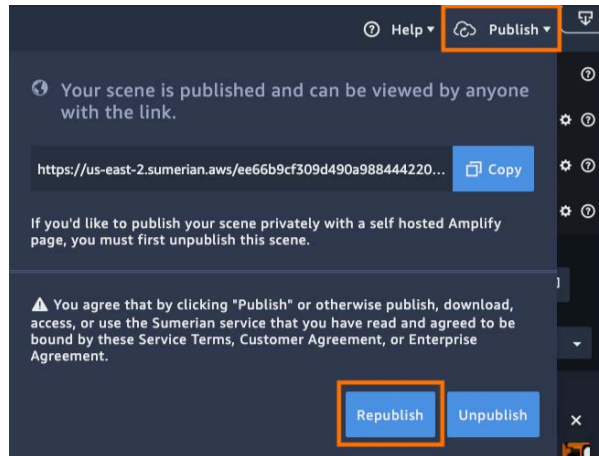 Help
Publish
Your scene is published and can be viewed by anyone
with the link.
https://us-east-2.sumerian.aws/ee66b9cf309d490a988444220...
Copy
If you'd like to publish your scene privately with a self hosted Amplify
page, you must first unpublish this scene.
You agree that by clicking "Publish" or otherwise publish, download,
access, or use the Sumerian service that you have read and agreed to be
bound by these Service Terms, Customer Agreement, or Enterprise
Agreement.
Republish
Unpublish